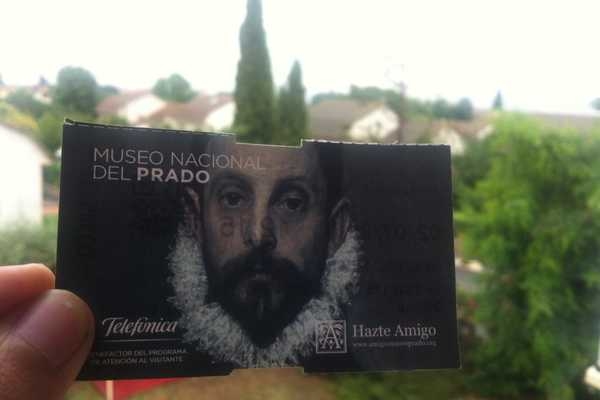 MUSEO NACIONAL
DEL PRADO
Telefónica
BENEFACTOR DEL PROGRAMA
DE ATENCIÓN AL VISITANTE
Hazte Amigo
www.amigosmuseoprado.org